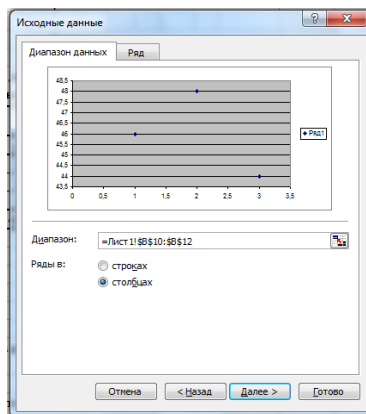 Исходные данные
Диапазон данных Ряд
48,5
48
47,5
47
46,5
46
45,5
45
44,5
44
43,5
0 0,5 1 1,5 2 2,5 3 3,5
Ряд1
Диапазон: =Лист1!$B$10:$B$12
Ряды в: строках
столбцах
Отмена < Назад Далее > Готово